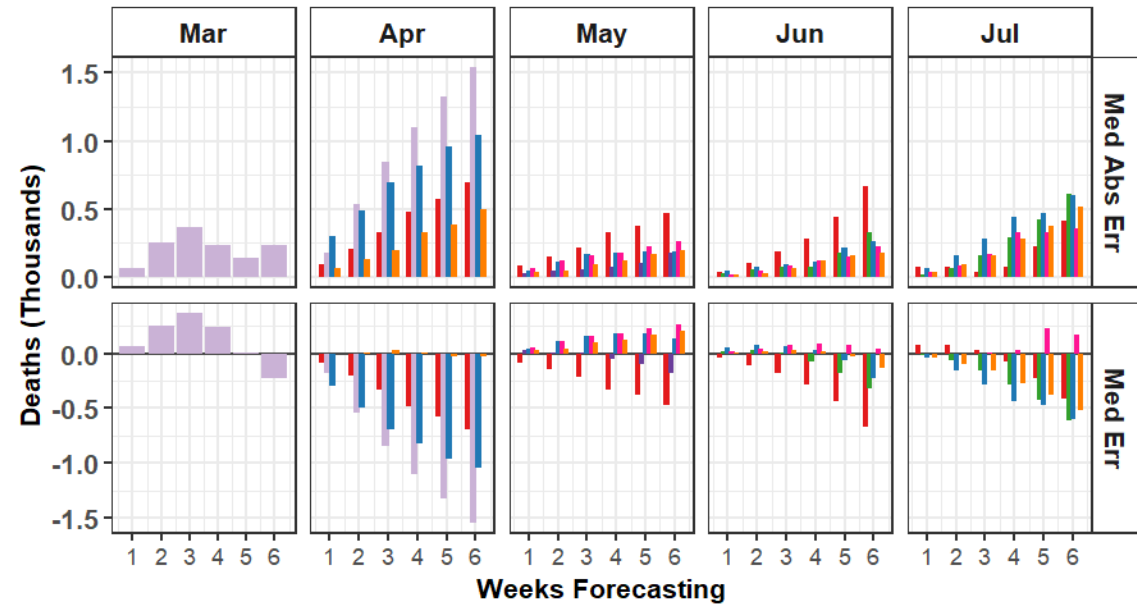 Mar Apr May Jun Jul
1.5
1.0
0.5
0.0
Med Abs Err
0.0
-0.5
-1.0
-1.5
Med Err
Deaths (Thousands)
1 2 3 4 5 6 1 2 3 4 5 6 1 2 3 4 5 6 1 2 3 4 5 6 1 2 3 4 5 6
Weeks Forecasting